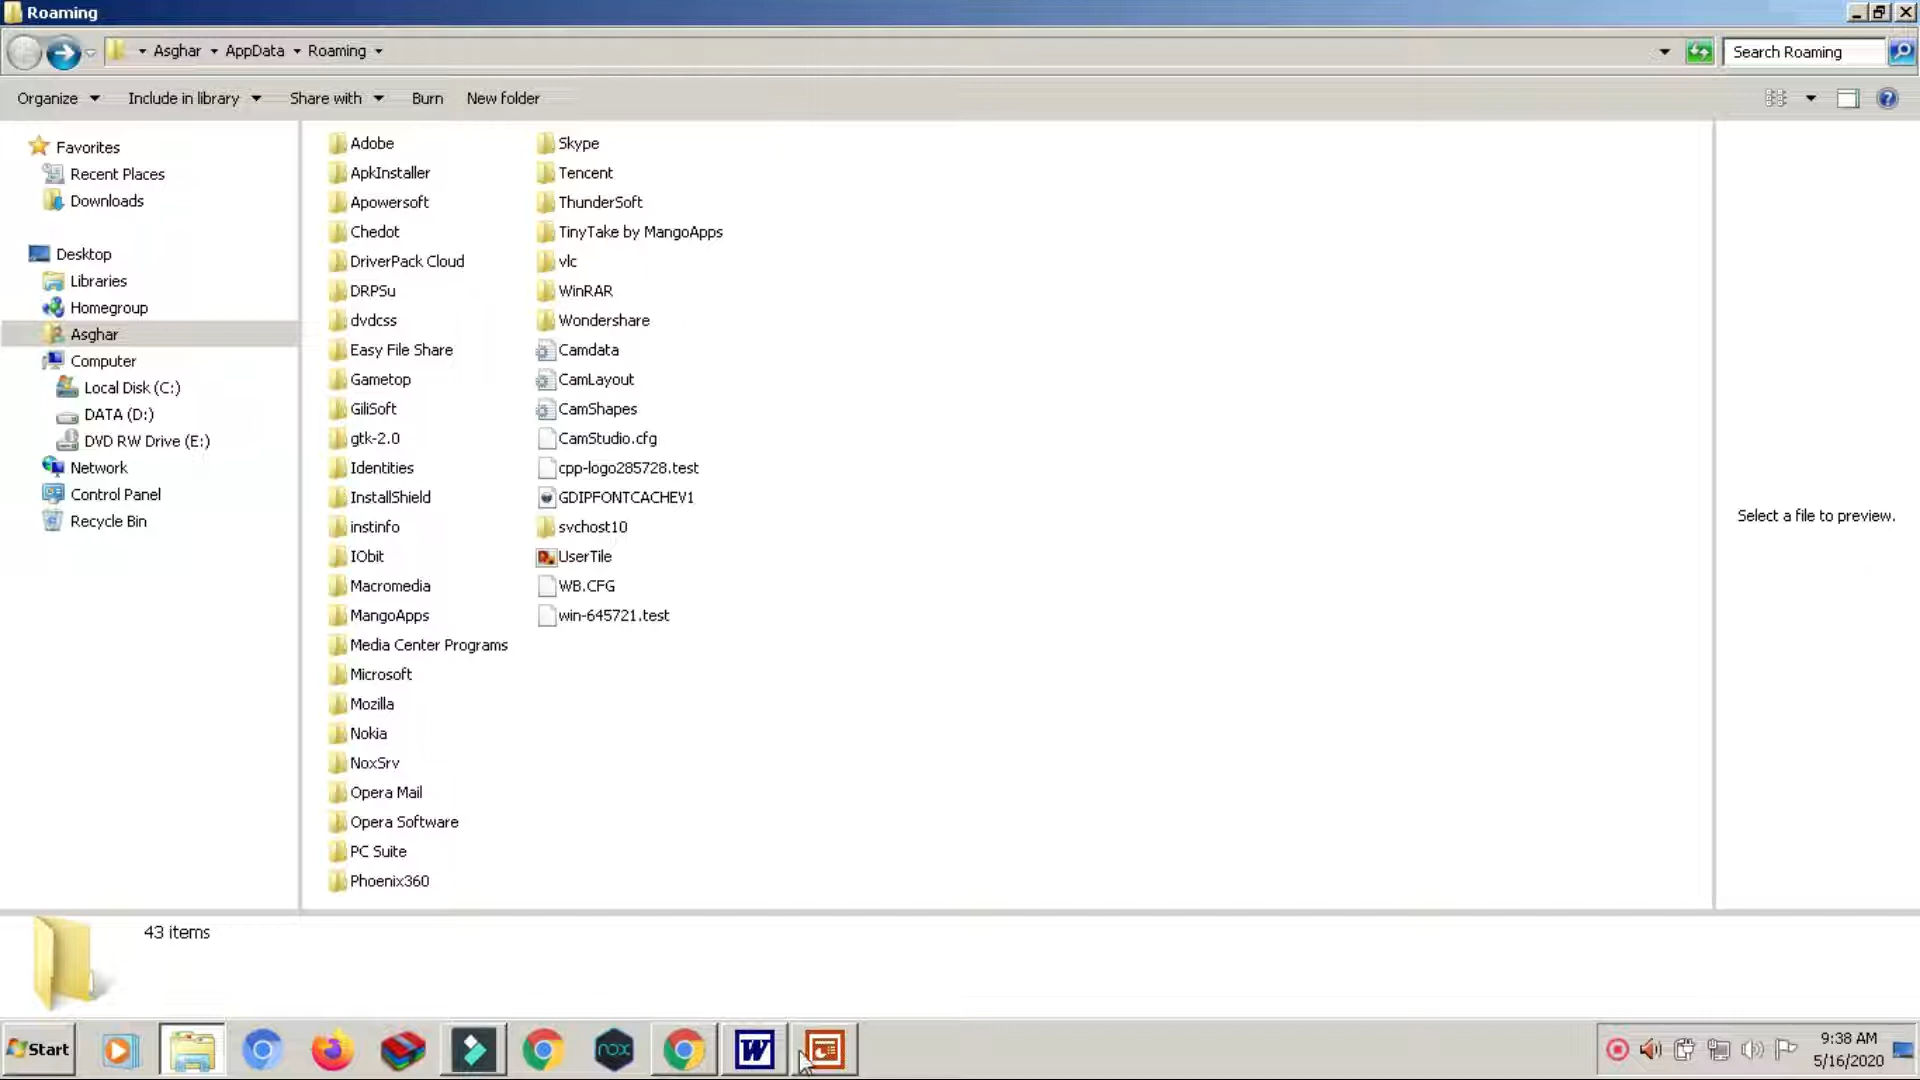 Roaming
Asghar AppData Roaming
Search Roaming
Organize Include in library Share with Burn New folder
Favorites
Recent Places
Downloads
Desktop
Libraries
Homegroup
Asghar
Computer
Local Disk (C:)
DATA (D:)
DVD RW Drive (E:)
Network
Control Panel
Recycle Bin
Adobe
ApkInstaller
Apowersoft
Chedot
DriverPack Cloud
DRPSu
dvdcss
Easy File Share
Gametop
GiliSoft
gtk-2.0
Identities
InstallShield
instinfo
IObit
Macromedia
MangoApps
Media Center Programs
Microsoft
Mozilla
Nokia
NoxSrv
Opera Mail
Opera Software
PC Suite
Phoenix360
Skype
Tencent
ThunderSoft
TinyTake by MangoApps
vlc
WinRAR
Wondershare
Camdata
CamLayout
CamShapes
CamStudio.cfg
cpp-logo285728.test
GDIPFONTCACHEV1
svchost10
UserTile
WB.CFG
win-645721.test
Select a file to preview.
43 items
Start
nox
W
9:38 AM
5/16/2020